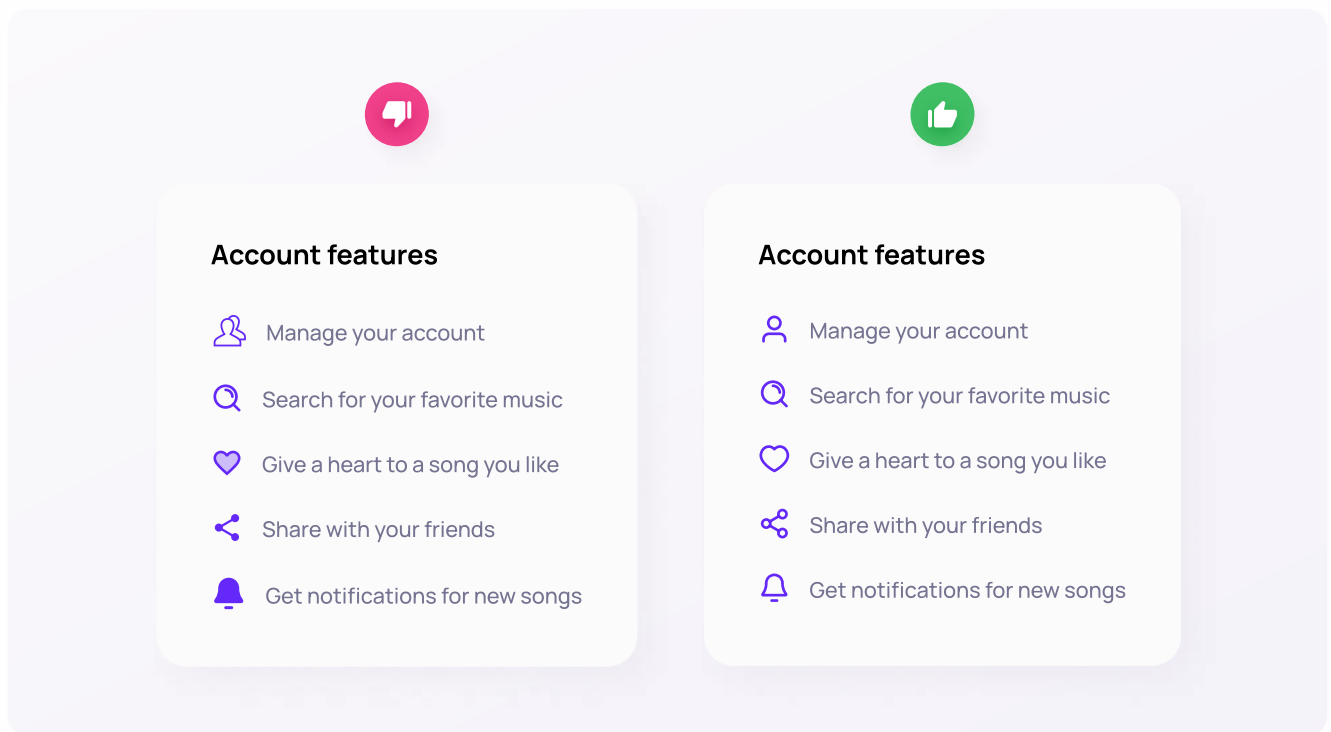 Account features
Manage your account
Search for your favorite music
Give a heart to a song you like
Share with your friends
Get notifications for new songs
Account features
Manage your account
Search for your favorite music
Give a heart to a song you like
Share with your friends
Get notifications for new songs